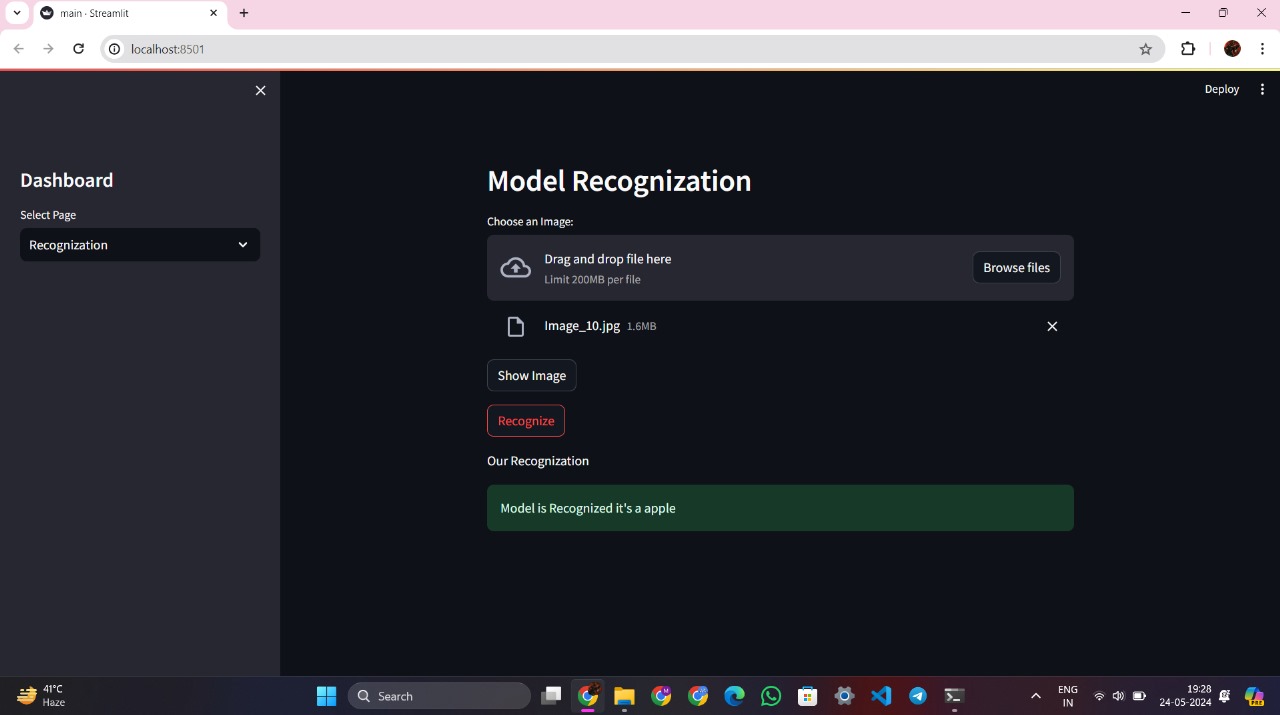 main · Streamlit
localhost:8501
Deploy
Dashboard
Select Page
Recognization
Model Recognization
Choose an Image:
Drag and drop file here
Limit 200MB per file
Browse files
Image_10.jpg 1.6MB
Show Image
Recognize
Our Recognization
Model is Recognized it's a apple
41°C
Haze
Search
ENG
IN
19:28
24-05-2024
PRE